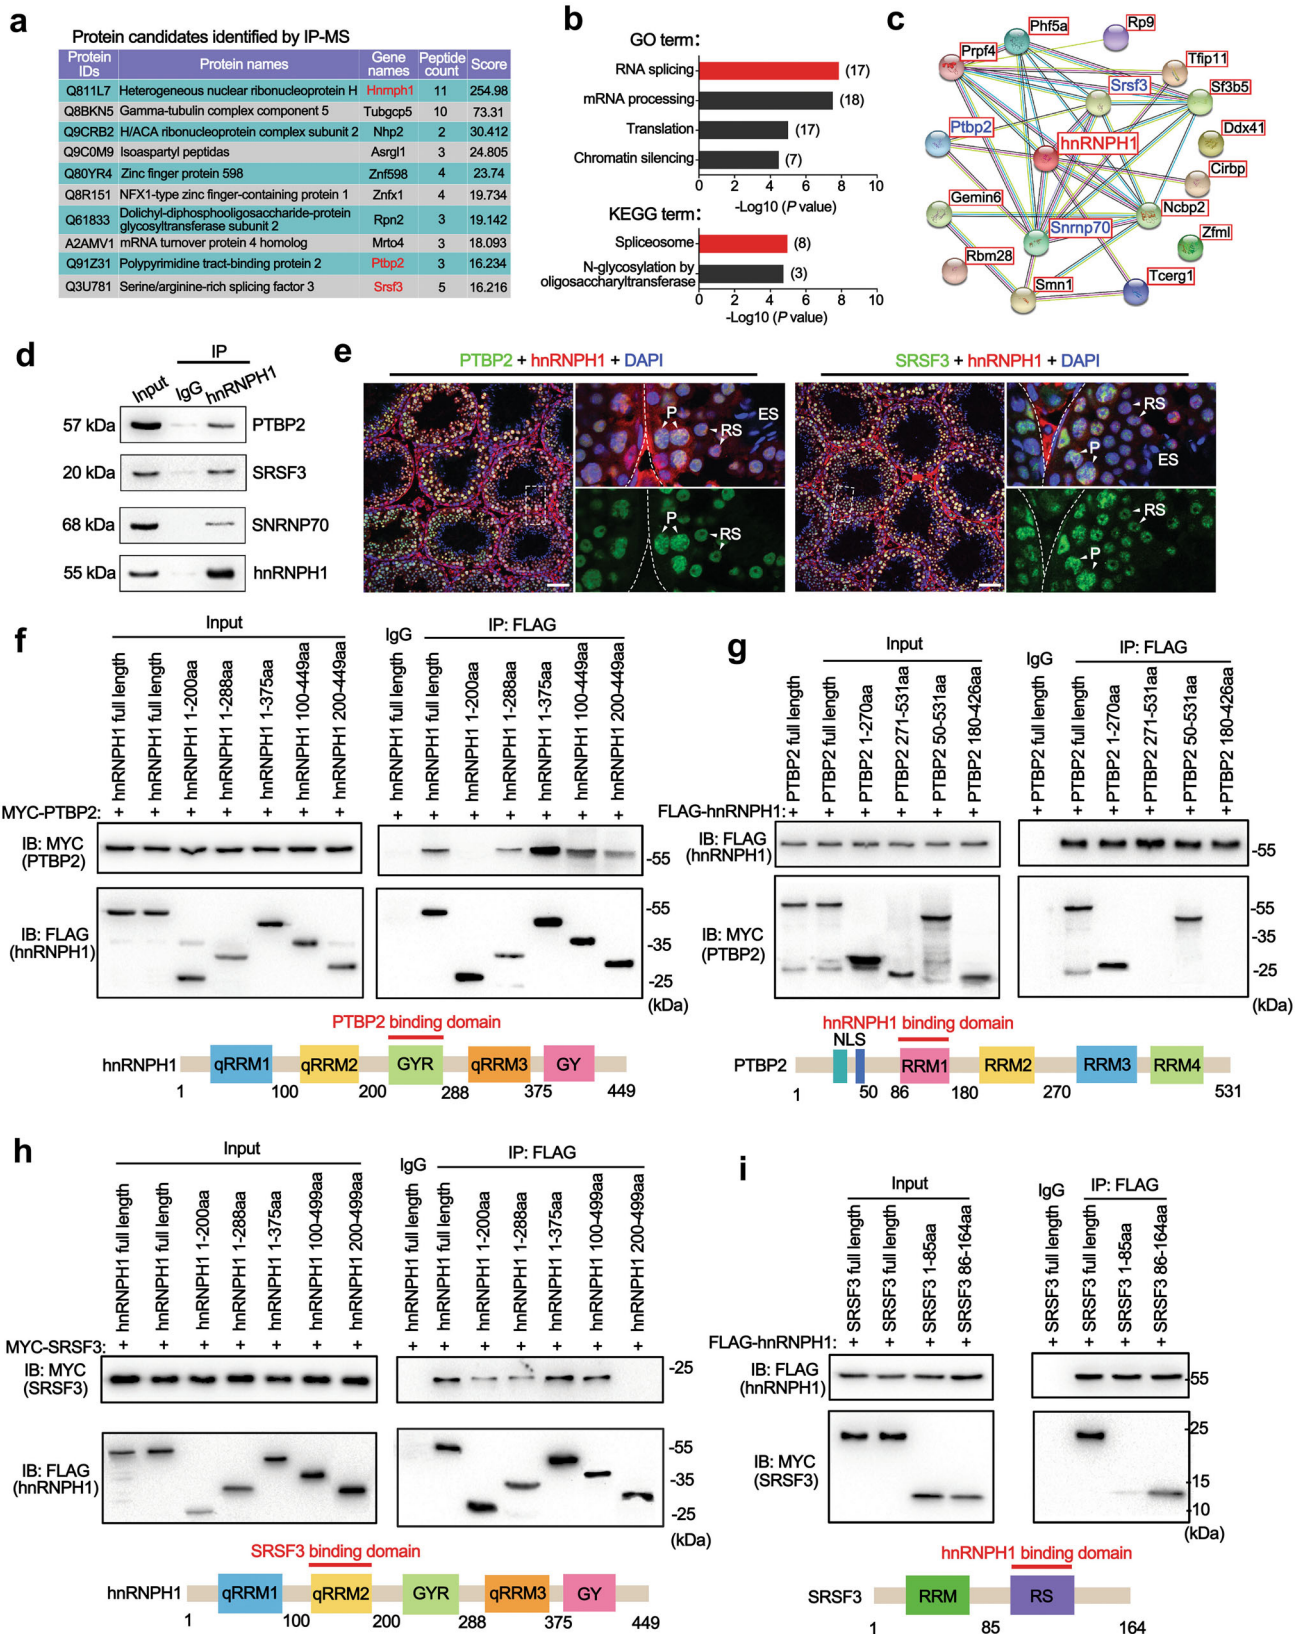 a
Protein candidates identified by IP-MS
Protein IDs Protein names Gene names Peptide count Score
Q811L7 Heterogeneous nuclear ribonucleoprotein H Hnrnph1 11 254.98
Q8BKN5 Gamma-tubulin complex component 5 Tubgcp5 10 73.31
Q9CRB2 H/ACA ribonucleoprotein complex subunit 2 Nhp2 2 30.412
Q9C0M9 Isoaspartyl peptidas Asrgl1 3 24.805
Q80YR4 Zinc finger protein 598 Znf598 4 23.74
Q8R151 NFX1-type zinc finger-containing protein 1 Znfx1 4 19.734
Q61833 Dolichyl-diphosphooligosaccharide-protein glycosyltransferase subunit 2 Rpn2 3 19.142
A2AMV1 mRNA turnover protein 4 homolog Mrto4 3 18.093
Q91Z31 Polypyrimidine tract-binding protein 2 Ptbp2 3 16.234
Q3U781 Serine/arginine-rich splicing factor 3 Srsf3 5 16.216
b
GO term:
RNA splicing (17)
mRNA processing (18)
Translation (17)
Chromatin silencing (7)
0 2 4 6 8 10
-Log10 (P value)
KEGG term:
Spliceosome (8)
N-glycosylation by
oligosaccharyltransferase (3)
0 2 4 6 8 10
-Log10 (P value)
c
Phf5a
Rp9
Prpf4
Tfip11
Srsf3
Sf3b5
Ptbp2
Ddx41
hnRNPH1
Cirbp
Gemin6
Ncbp2
Snrnp70
Zfml
Rbm28
Smn1
Tcerg1
d
IP
Input IgG hnRNPH1
57 kDa PTBP2
20 kDa SRSF3
68 kDa SNRNP70
55 kDa hnRNPH1
e
PTBP2 + hnRNPH1 + DAPI
P RS ES
P RS
SRSF3 + hnRNPH1 + DAPI
RS P ES
RS P
f
Input
IgG
IP: FLAG
hnRNPH1 full length
hnRNPH1 full length
hnRNPH1 1-200aa
hnRNPH1 1-288aa
hnRNPH1 1-375aa
hnRNPH1 100-449aa
hnRNPH1 200-449aa
hnRNPH1 full length
hnRNPH1 full length
hnRNPH1 1-200aa
hnRNPH1 1-288aa
hnRNPH1 1-375aa
hnRNPH1 100-449aa
hnRNPH1 200-449aa
MYC-PTBP2: + + + + + + + + + + + + + +
IB: MYC
(PTBP2)
-55
IB: FLAG
(hnRNPH1)
-55
-35
-25
(kDa)
PTBP2 binding domain
hnRNPH1 qRRM1 qRRM2 GYR qRRM3 GY
1 100 200 288 375 449
g
Input
IgG
IP: FLAG
PTBP2 full length
PTBP2 full length
PTBP2 1-270aa
PTBP2 271-531aa
PTBP2 50-531aa
PTBP2 180-426aa
PTBP2 full length
PTBP2 full length
PTBP2 1-270aa
PTBP2 271-531aa
PTBP2 50-531aa
PTBP2 180-426aa
FLAG-hnRNPH1: + + + + + + + + + + + +
IB: FLAG
(hnRNPH1)
-55
IB: MYC
(PTBP2)
-55
-35
-25
(kDa)
hnRNPH1 binding domain
NLS
PTBP2 RRM1 RRM2 RRM3 RRM4
1 50 86 180 270 531
h
Input
IgG
IP: FLAG
hnRNPH1 full length
hnRNPH1 full length
hnRNPH1 1-200aa
hnRNPH1 1-288aa
hnRNPH1 1-375aa
hnRNPH1 100-499aa
hnRNPH1 200-499aa
hnRNPH1 full length
hnRNPH1 full length
hnRNPH1 1-200aa
hnRNPH1 1-288aa
hnRNPH1 1-375aa
hnRNPH1 100-499aa
hnRNPH1 200-499aa
MYC-SRSF3: + + + + + + + + + + + + + +
IB: MYC
(SRSF3)
-25
IB: FLAG
(hnRNPH1)
-55
-35
-25
(kDa)
SRSF3 binding domain
hnRNPH1 qRRM1 qRRM2 GYR qRRM3 GY
1 100 200 288 375 449
i
Input
IgG
IP: FLAG
SRSF3 full length
SRSF3 full length
SRSF3 1-85aa
SRSF3 86-164aa
SRSF3 full length
SRSF3 full length
SRSF3 1-85aa
SRSF3 86-164aa
FLAG-hnRNPH1: + + + + + + + +
IB: FLAG
(hnRNPH1)
-55
IB: MYC
(SRSF3)
-25
-15
-10
(kDa)
hnRNPH1 binding domain
SRSF3 RRM RS
1 85 164